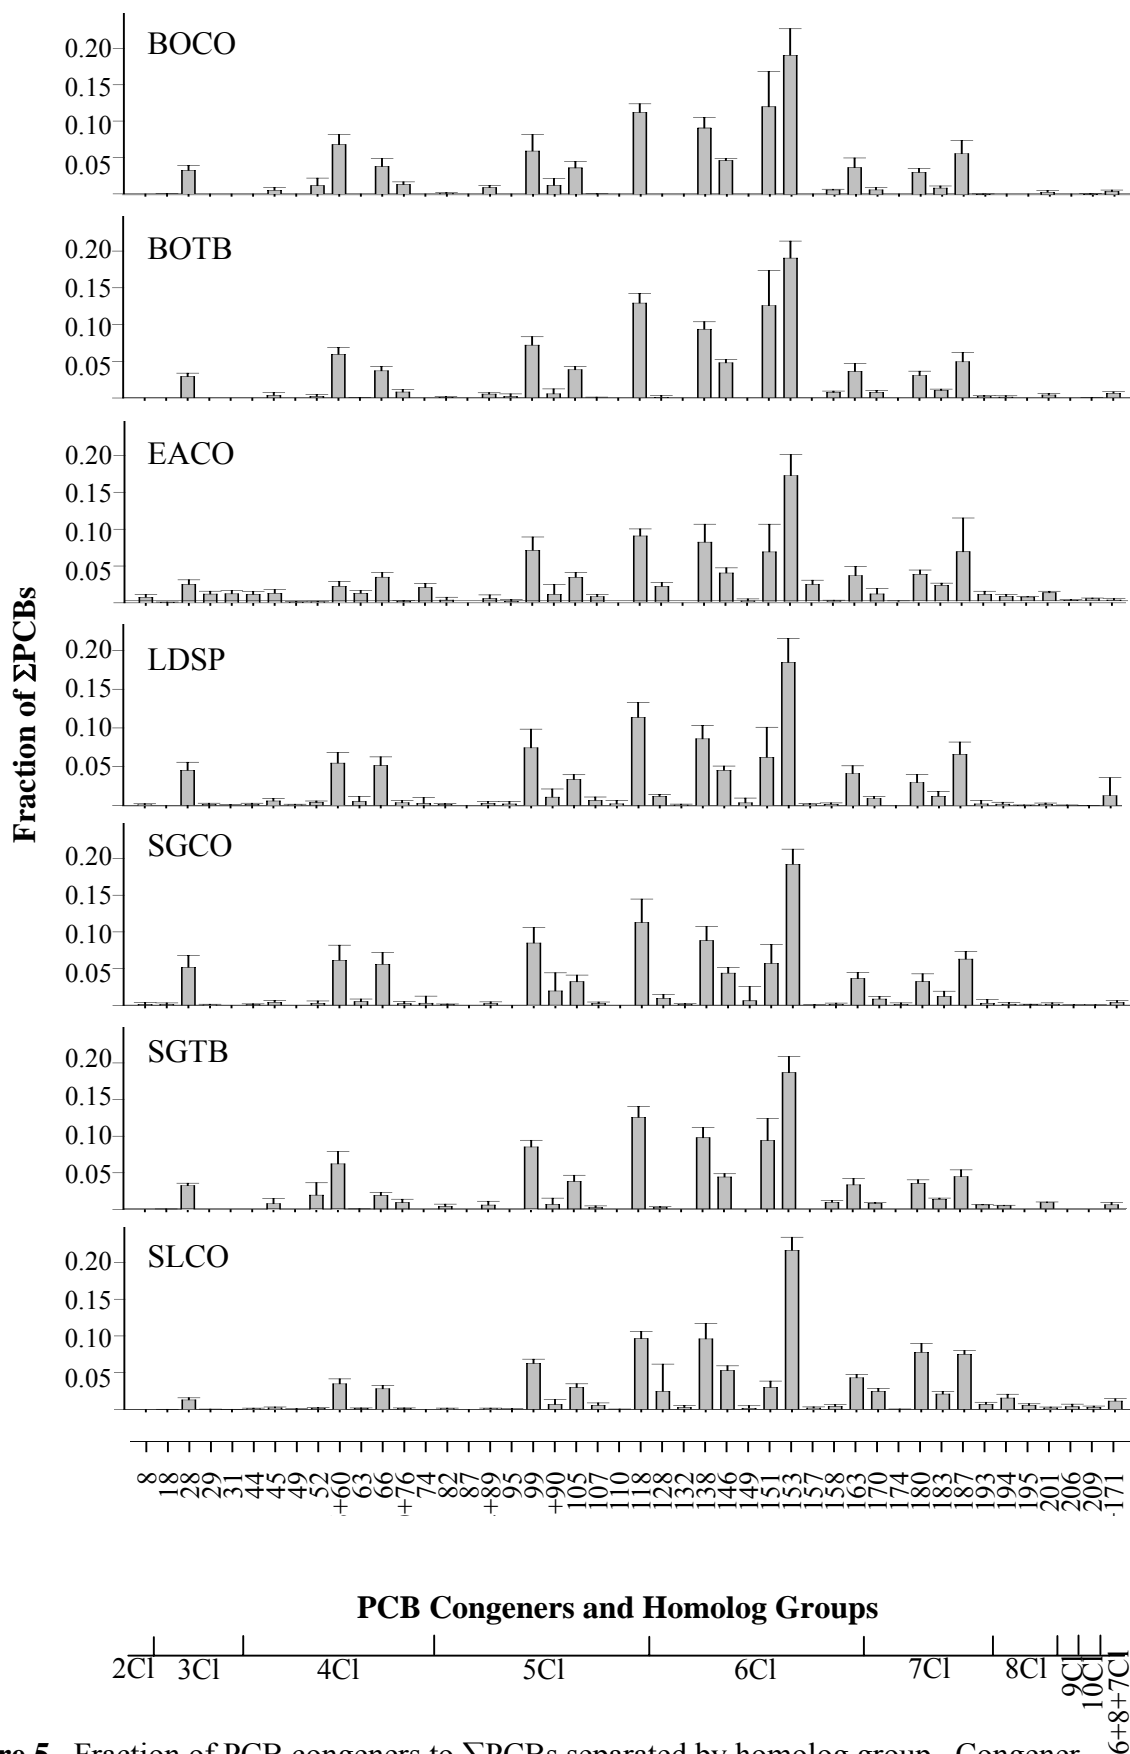 BOCO
0.20
0.15
0.10
0.05
BOTB
0.20
0.15
0.10
0.05
EACO
0.20
0.15
0.10
0.05
LDSP
0.20
0.15
0.10
0.05
SGCO
0.20
0.15
0.10
0.05
SGTB
0.20
0.15
0.10
0.05
SLCO
0.20
0.15
0.10
0.05
Fraction of ΣPCBs
8 18 28 29 31 44 45 49 52 +60 63 66 +76 74 82 87 +89 95 99 +90 105 107 110 118 128 132 138 146 149 151 153 157 158 163 170 174 180 183 187 193 194 195 201 206 209 171
PCB Congeners and Homolog Groups
2Cl 3Cl 4Cl 5Cl 6Cl 7Cl 8Cl 9Cl 10Cl 6+8+7Cl
5. Fraction of PCB congeners to ΣPCBs separated by homolog group. Congener